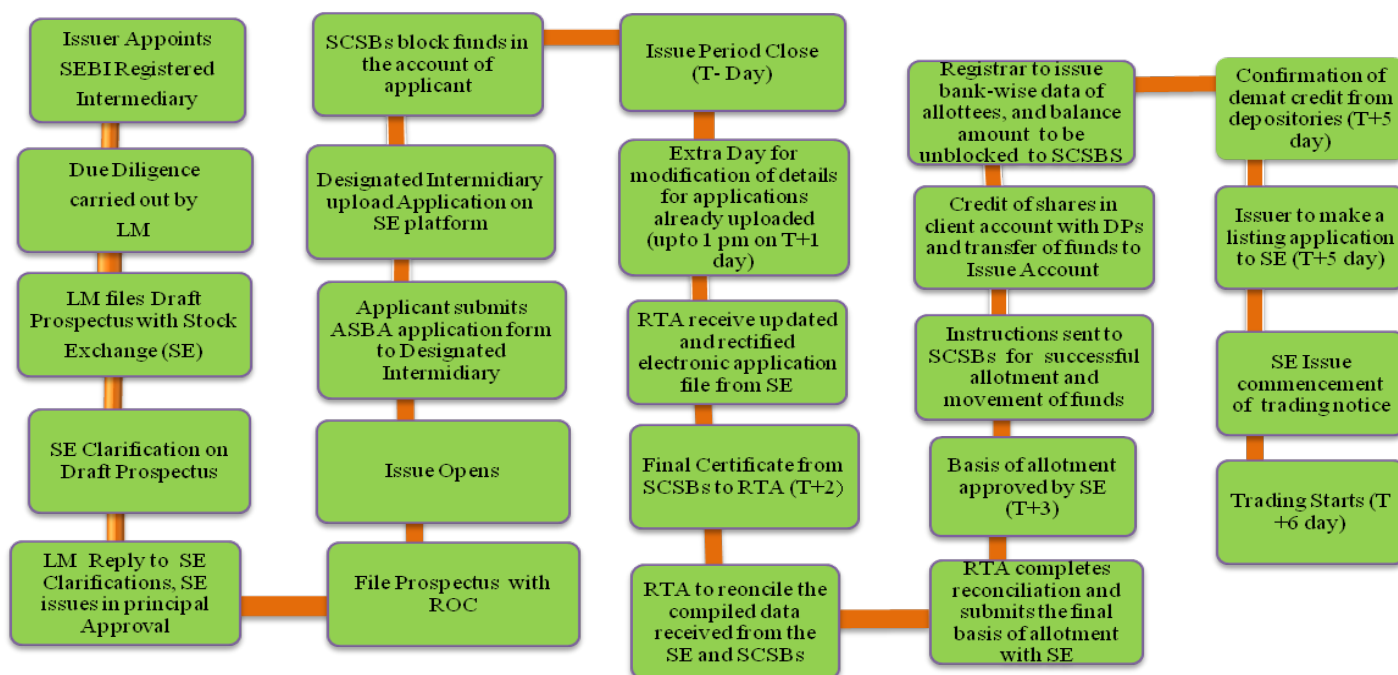 Issuer Appoints
SEBI Registered
Intermediary
Due Diligence
carried out by
LM
LM files Draft
Prospectus with Stock
Exchange (SE)
SE Clarification on
Draft Prospectus
LM Reply to SE
Clarifications, SE
issues in principal
Approval
File Prospectus with
ROC
Issue Opens
Applicant submits
ASBA application form
to Designated
Intermidiary
Designated Intermidiary
upload Application on
SE platform
SCSBs block funds in
the account of
applicant
Issue Period Close
(T- Day)
Extra Day for
modification of details
for applications
already uploaded
(upto 1 pm on T+1
day)
RTA receive updated
and rectified
electronic application
file from SE
Final Certificate from
SCSBs to RTA (T+2)
RTA to reconcile the
compiled data
received from the
SE and SCSBs
RTA completes
reconciliation and
submits the final
basis of allotment
with SE
Basis of allotment
approved by SE
(T+3)
Instructions sent to
SCSBs for successful
allotment and
movement of funds
Credit of shares in
client account with DPs
and transfer of funds to
Issue Account
Registrar to issue
bank-wise data of
allottees, and balance
amount to be
unblocked to SCSBS
Confirmation of
demat credit from
depositories (T+5
day)
Issuer to make a
listing application
to SE (T+5 day)
SE Issue
commencement
of trading notice
Trading Starts (T
+6 day)